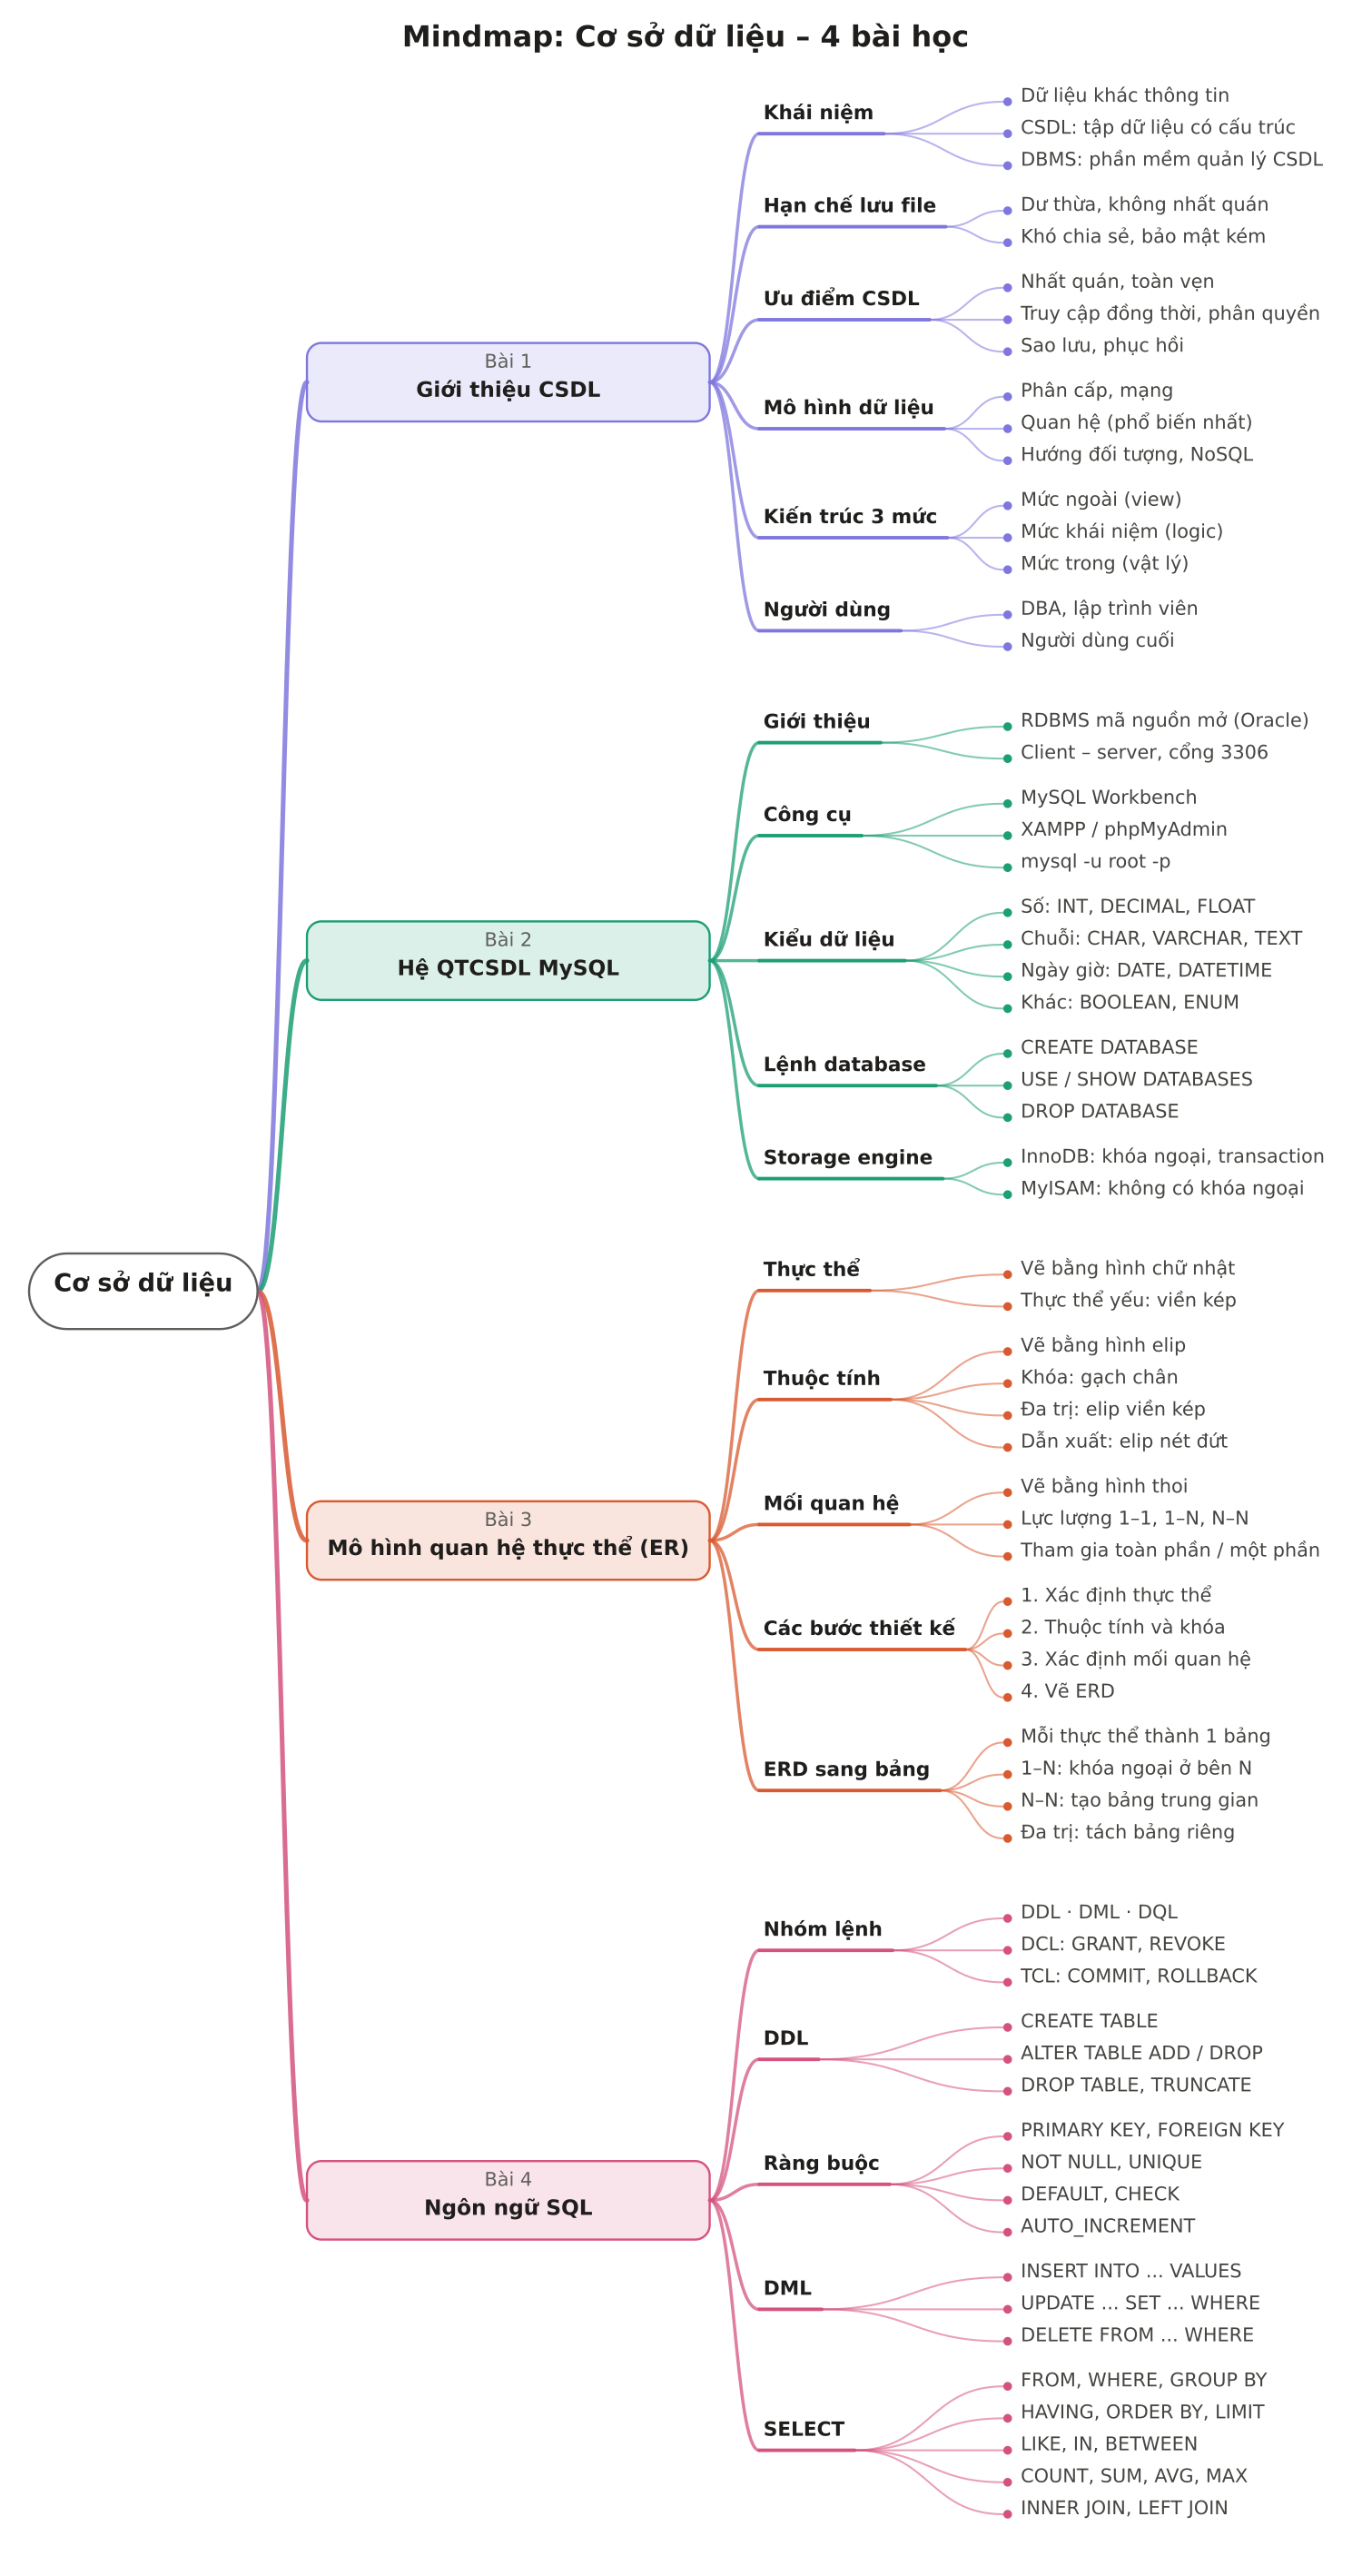 Mindmap: Cơ sở dữ liệu – 4 bài học
Cơ sở dữ liệu
Bài 1
Giới thiệu CSDL
Khái niệm
Dữ liệu khác thông tin
CSDL: tập dữ liệu có cấu trúc
DBMS: phần mềm quản lý CSDL
Hạn chế lưu file
Dư thừa, không nhất quán
Khó chia sẻ, bảo mật kém
Ưu điểm CSDL
Nhất quán, toàn vẹn
Truy cập đồng thời, phân quyền
Sao lưu, phục hồi
Mô hình dữ liệu
Phân cấp, mạng
Quan hệ (phổ biến nhất)
Hướng đối tượng, NoSQL
Kiến trúc 3 mức
Mức ngoài (view)
Mức khái niệm (logic)
Mức trong (vật lý)
Người dùng
DBA, lập trình viên
Người dùng cuối
Bài 2
Hệ QTCSDL MySQL
Giới thiệu
RDBMS mã nguồn mở (Oracle)
Client – server, cổng 3306
Công cụ
MySQL Workbench
XAMPP / phpMyAdmin
mysql -u root -p
Kiểu dữ liệu
Số: INT, DECIMAL, FLOAT
Chuỗi: CHAR, VARCHAR, TEXT
Ngày giờ: DATE, DATETIME
Khác: BOOLEAN, ENUM
Lệnh database
CREATE DATABASE
USE / SHOW DATABASES
DROP DATABASE
Storage engine
InnoDB: khóa ngoại, transaction
MyISAM: không có khóa ngoại
Bài 3
Mô hình quan hệ thực thể (ER)
Thực thể
Vẽ bằng hình chữ nhật
Thực thể yếu: viền kép
Thuộc tính
Vẽ bằng hình elip
Khóa: gạch chân
Đa trị: elip viền kép
Dẫn xuất: elip nét đứt
Mối quan hệ
Vẽ bằng hình thoi
Lực lượng 1–1, 1–N, N–N
Tham gia toàn phần / một phần
Các bước thiết kế
1. Xác định thực thể
2. Thuộc tính và khóa
3. Xác định mối quan hệ
4. Vẽ ERD
ERD sang bảng
Mỗi thực thể thành 1 bảng
1–N: khóa ngoại ở bên N
N–N: tạo bảng trung gian
Đa trị: tách bảng riêng
Bài 4
Ngôn ngữ SQL
Nhóm lệnh
DDL · DML · DQL
DCL: GRANT, REVOKE
TCL: COMMIT, ROLLBACK
DDL
CREATE TABLE
ALTER TABLE ADD / DROP
DROP TABLE, TRUNCATE
Ràng buộc
PRIMARY KEY, FOREIGN KEY
NOT NULL, UNIQUE
DEFAULT, CHECK
AUTO_INCREMENT
DML
INSERT INTO ... VALUES
UPDATE ... SET ... WHERE
DELETE FROM ... WHERE
SELECT
FROM, WHERE, GROUP BY
HAVING, ORDER BY, LIMIT
LIKE, IN, BETWEEN
COUNT, SUM, AVG, MAX
INNER JOIN, LEFT JOIN